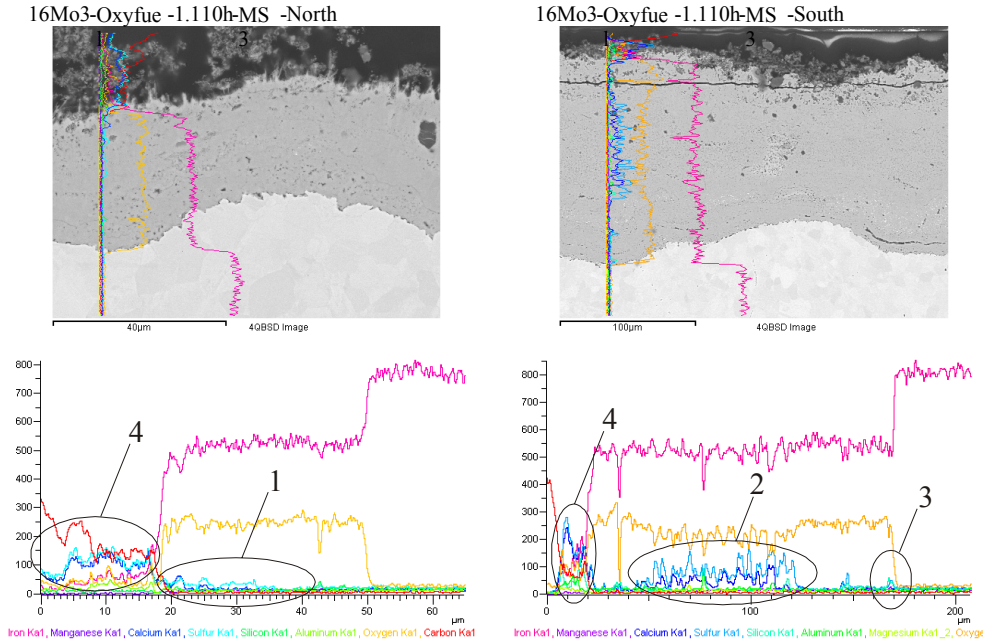 16Mo3-Oxyfue -1.110h-MS -North
1 3
40µm 4QBSD Image
800
700
600
500
400
300
200
100
0
4
1
0 10 20 30 40 50 60
µm
Iron Ka1, Manganese Ka1, Calcium Ka1, Sulfur Ka1, Silicon Ka1, Aluminum Ka1, Oxygen Ka1, Carbon Ka1
16Mo3-Oxyfue -1.110h-MS -South
1 3
100µm 4QBSD Image
800
700
600
500
400
300
200
100
0
4
2
3
0 100 200
µm
Iron Ka1, Manganese Ka1, Calcium Ka1, Sulfur Ka1, Silicon Ka1, Aluminum Ka1, Magnesium Ka1_2, Oxyge